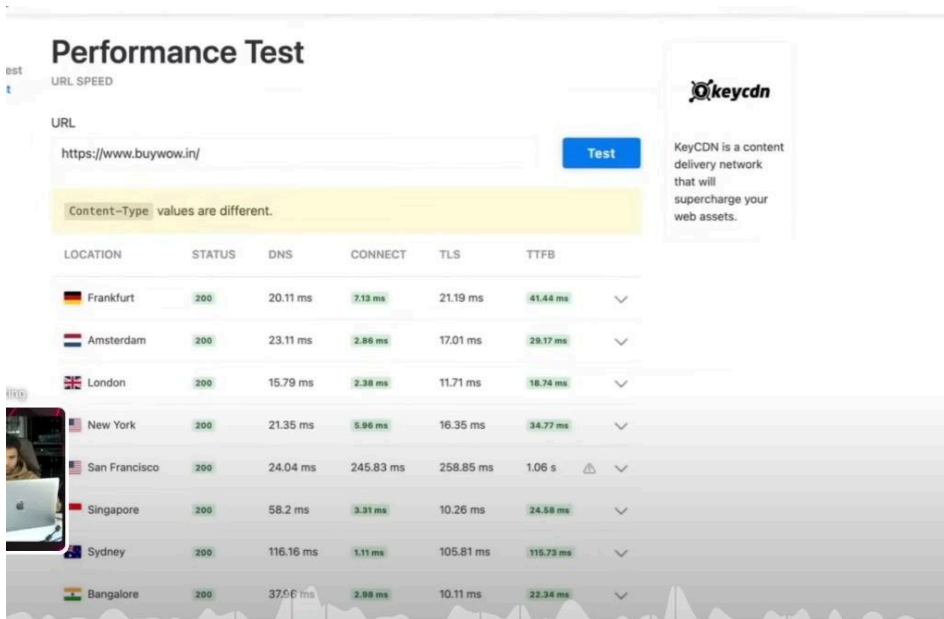 Performance Test
est
URL SPEED
t
keycdn
URL
KeyCDN is a content
delivery network
that will
supercharge your
web assets.
https://www.buywow.in/
Test
Content-Type values are different.
LOCATION STATUS DNS CONNECT TLS TTFB
Frankfurt 200 20.11 ms 7.13 ms 21.19 ms 41.44 ms
Amsterdam 200 23.11 ms 2.86 ms 17.01 ms 29.17 ms
London 200 15.79 ms 2.38 ms 11.71 ms 18.74 ms
New York 200 21.35 ms 5.96 ms 16.35 ms 34.77 ms
San Francisco 200 24.04 ms 245.83 ms 258.85 ms 1.06 s
Singapore 200 58.2 ms 3.31 ms 10.26 ms 24.58 ms
Sydney 200 116.16 ms 1.11 ms 105.81 ms 115.73 ms
Bangalore 200 37.96 ms 2.98 ms 10.11 ms 22.34 ms